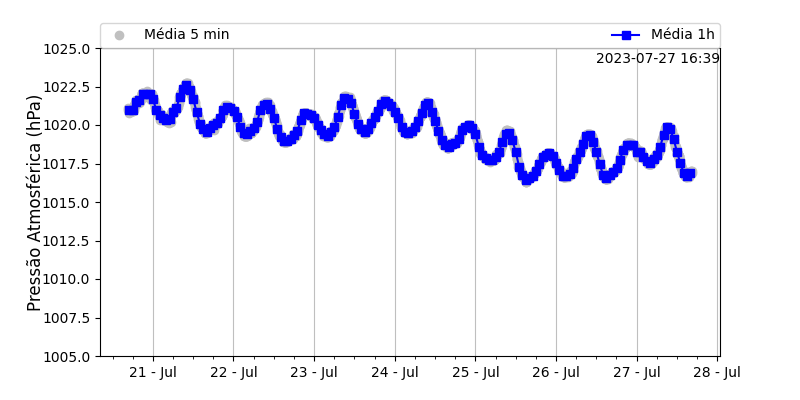 Média 5 min
Média 1h
2023-07-27 16:39
Pressão Atmosférica (hPa)
1025.0
1022.5
1020.0
1017.5
1015.0
1012.5
1010.0
1007.5
1005.0
21 - Jul
22 - Jul
23 - Jul
24 - Jul
25 - Jul
26 - Jul
27 - Jul
28 - Jul